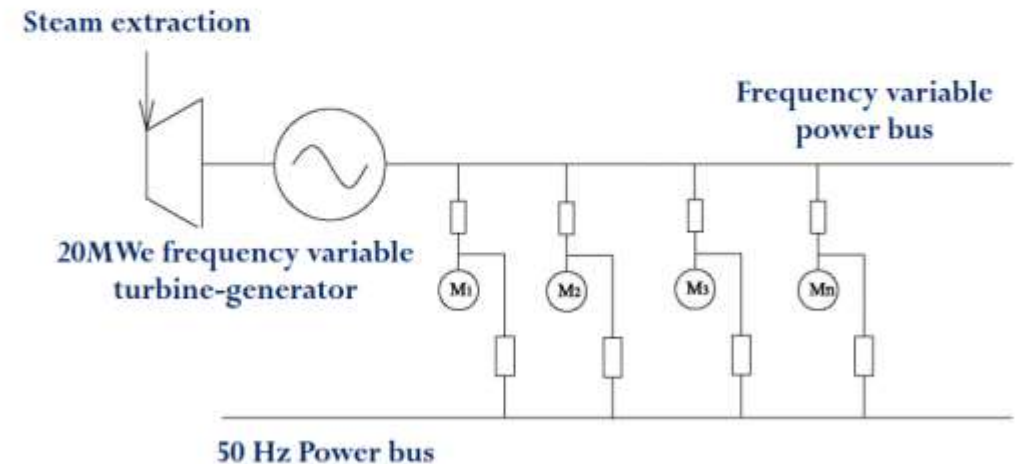 Steam extraction
Frequency variable
power bus
20MWe frequency variable
turbine-generator
M1
M2
M3
Mn
50 Hz Power bus